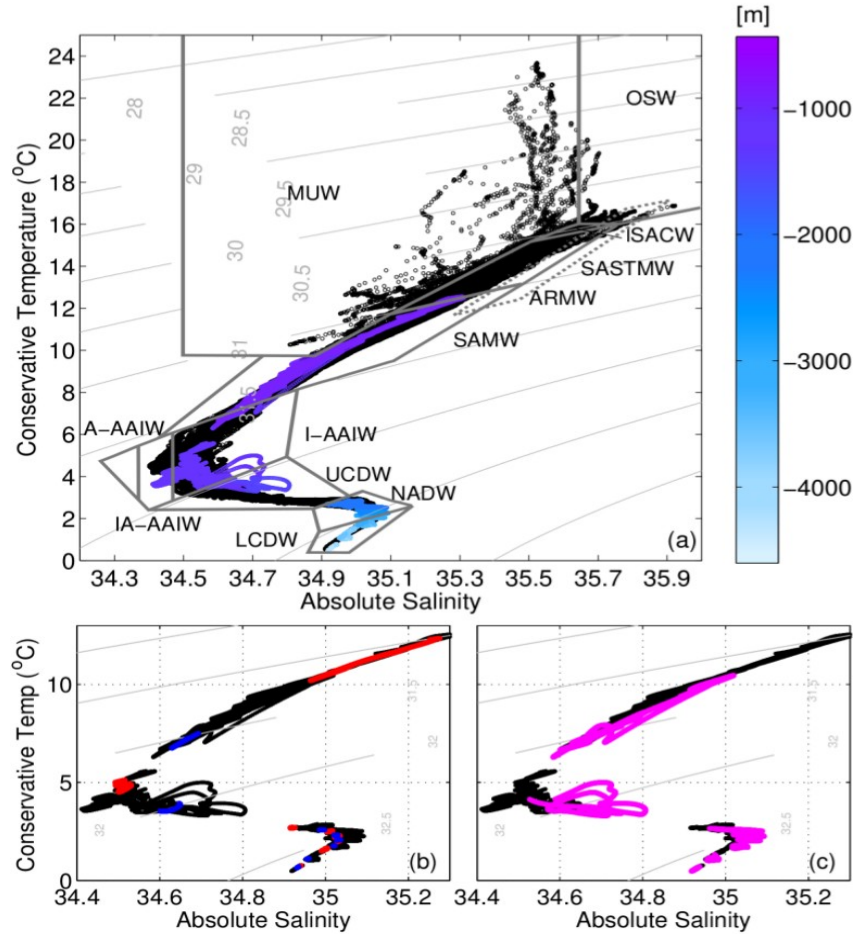 [m]
24
22
20
18
16
14
12
10
8
6
4
2
0
Conservative Temperature (°C)
28
28.5
29
29.5
30
30.5
31
31.5
MUW
OSW
ISACW
SASTMW
ARMW
SAMW
A-AAIW
I-AAIW
UCDW
NADW
IA-AAIW
LCDW
(a)
34.3 34.5 34.7 34.9 35.1 35.3 35.5 35.7 35.9
Absolute Salinity
-1000
-2000
-3000
-4000
Conservative Temp (°C)
10
5
0
31.5
32
32
32.5
(b)
34.4 34.6 34.8 35 35.2
Absolute Salinity
31.5
32
32
32.5
(c)
34.4 34.6 34.8 35 35.2
Absolute Salinity